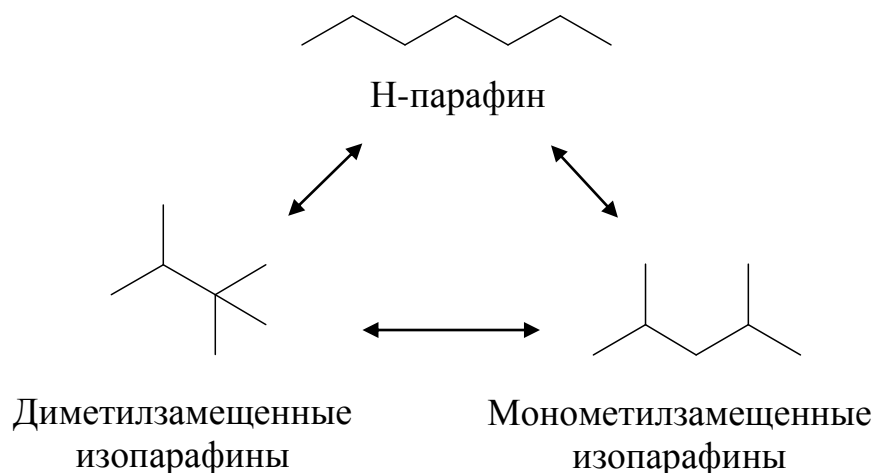 Н-парафин
Диметилзамещенные
изопарафины
Монометилзамещенные
изопарафины